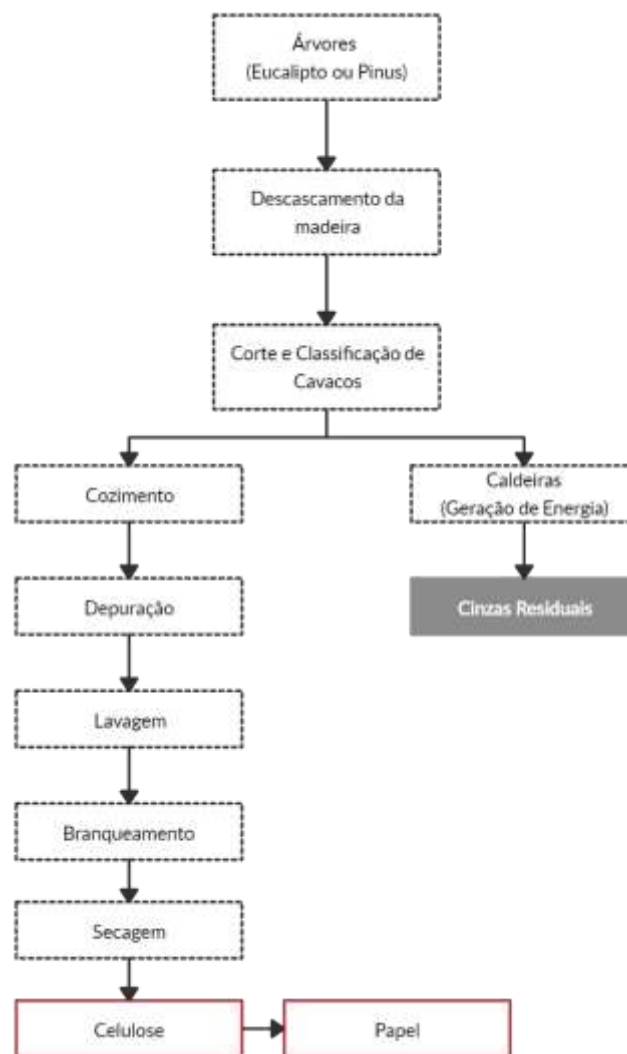 Árvores
(Eucalipto ou Pinus)
Descascamento da
madeira
Corte e Classificação de
Cavacos
Cozimento
Caldeiras
(Geração de Energia)
Depuração
Cinzas Residuais
Lavagem
Branqueamento
Secagem
Celulose
Papel